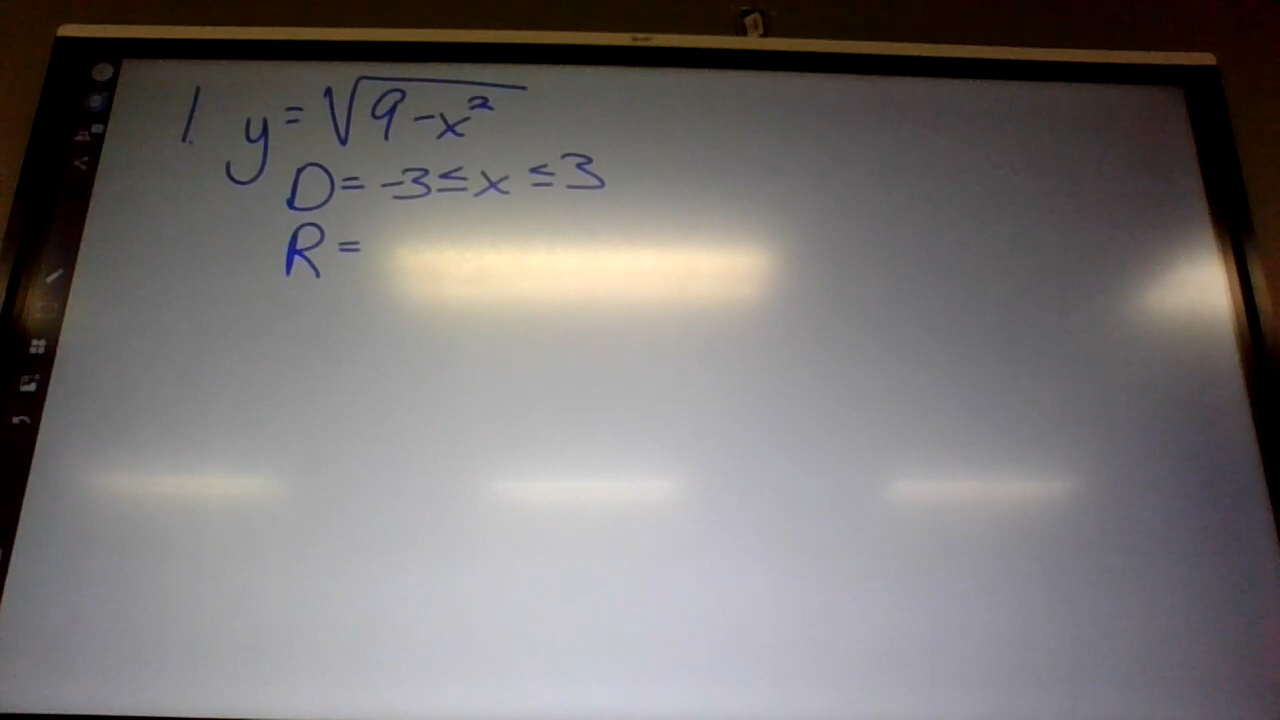 1. y = √9-x²
D = -3 ≤ x ≤ 3
R =